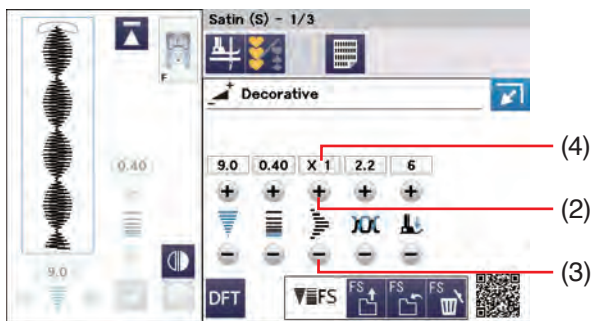 Satin (S) - 1/3
F
Decorative
0.40
9.0 0.40 X 1 2.2 6
9.0
DFT FS FS FS FS
(4)
(2)
(3)